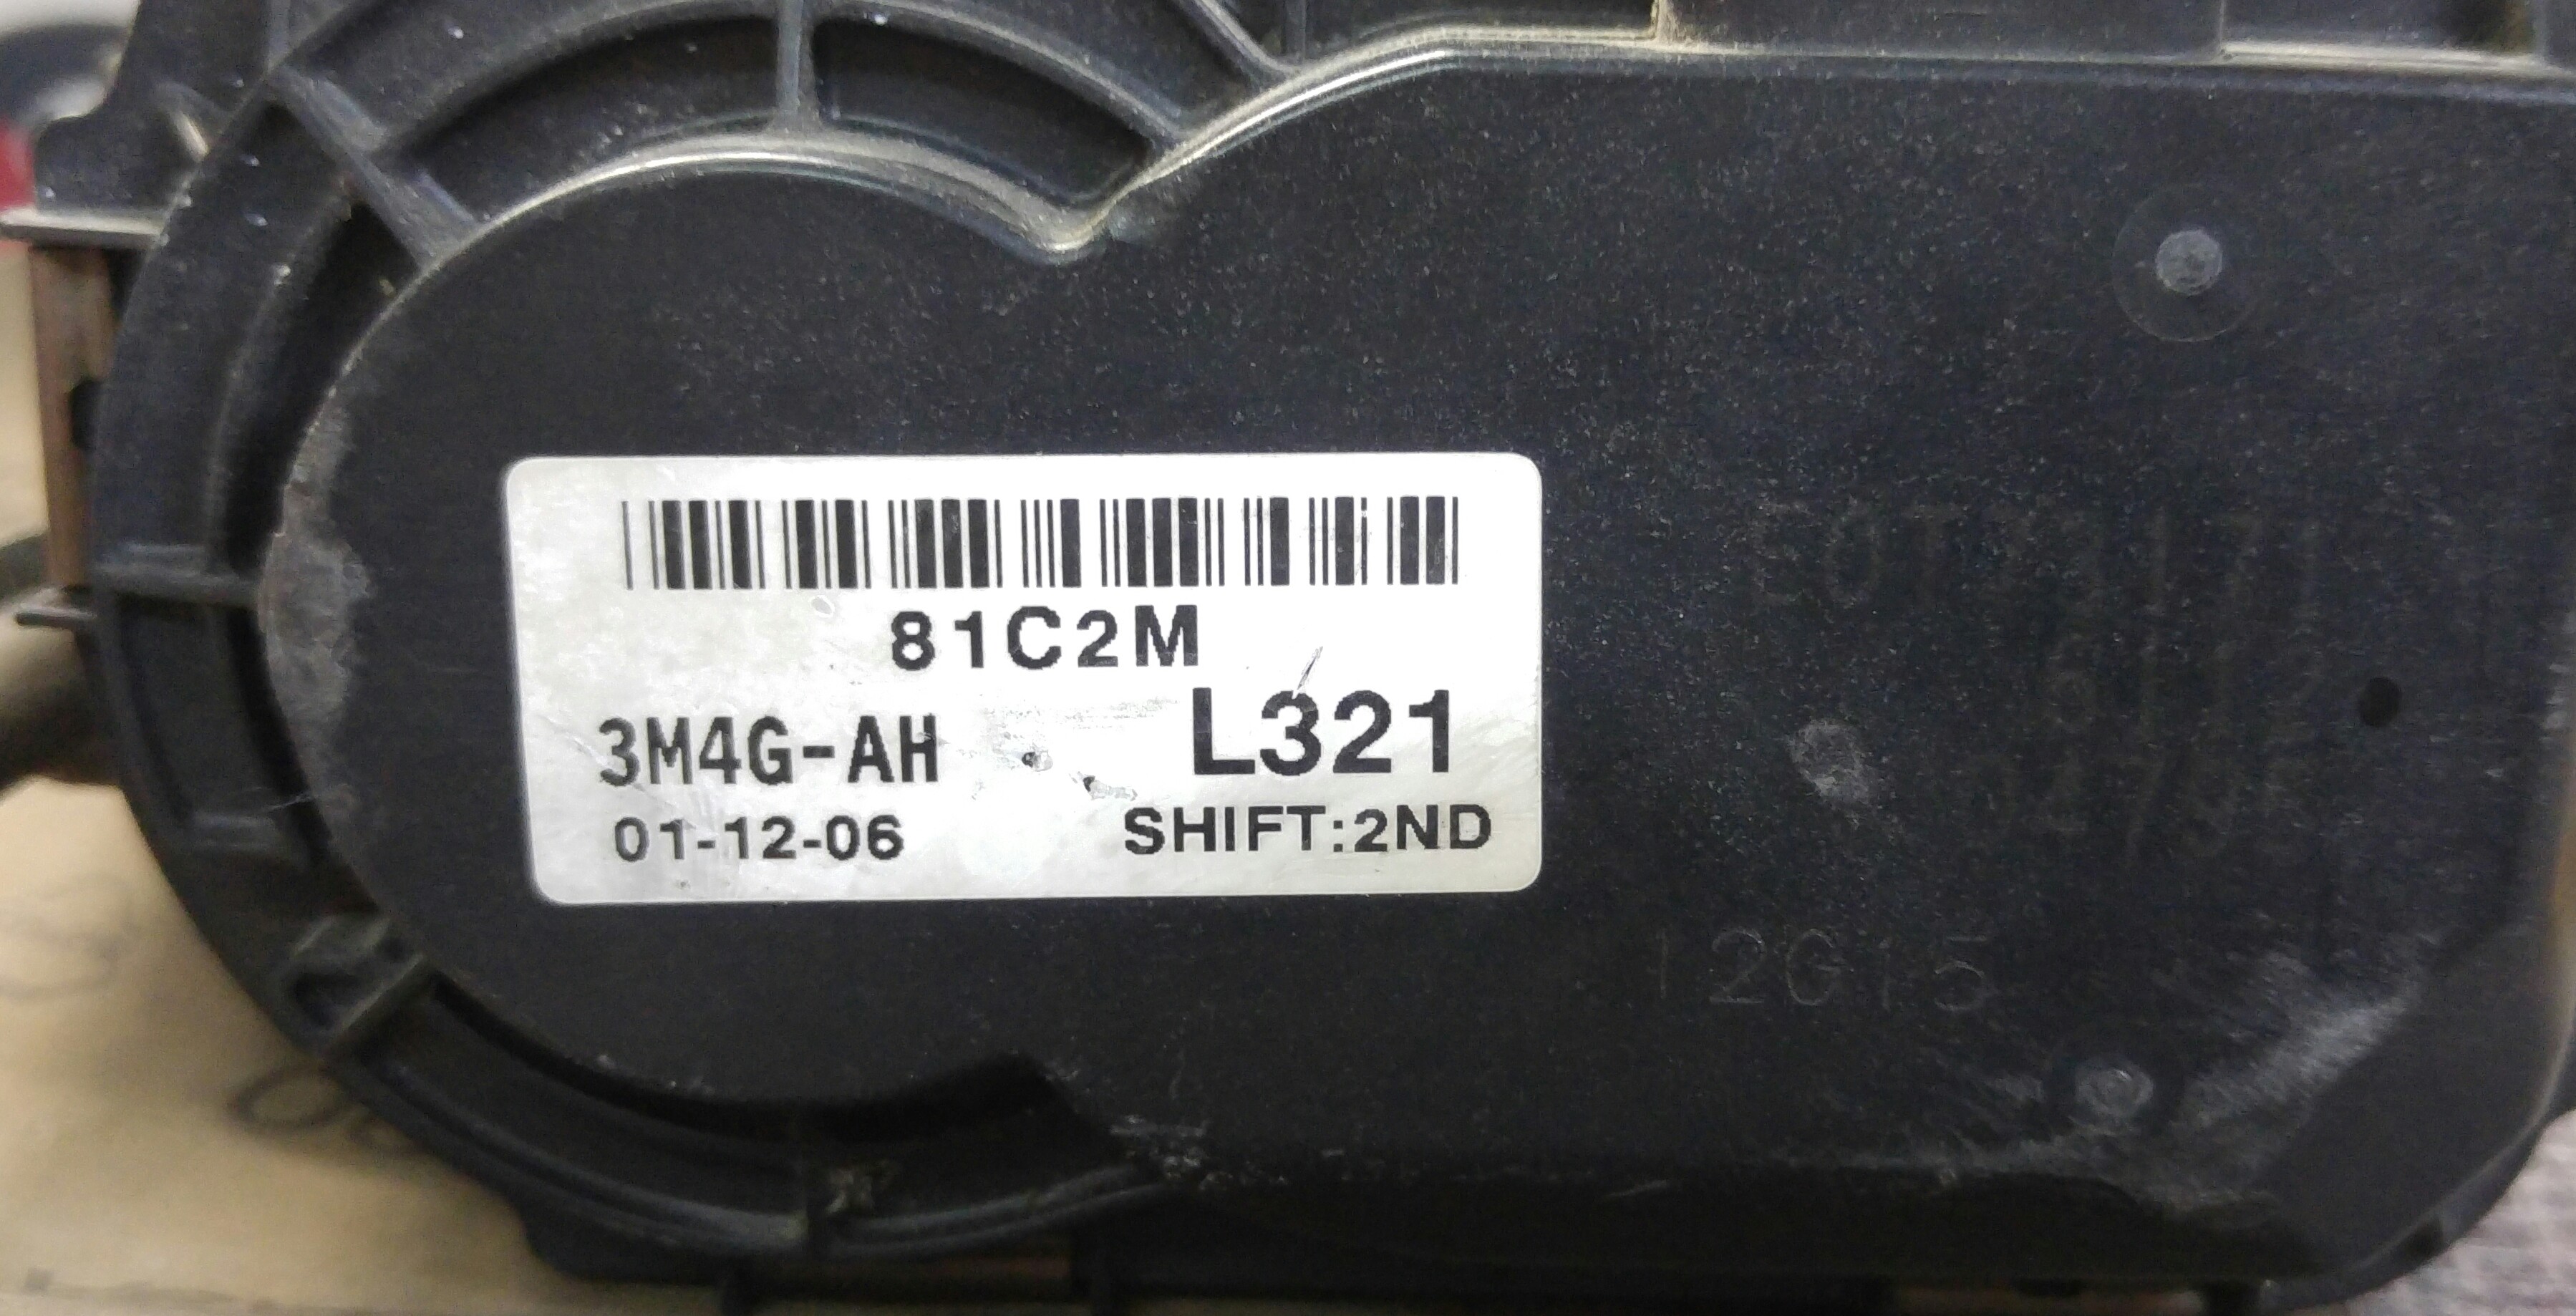 81C2M
3M4G-AH L321
01-12-06 SHIFT:2ND
12G15